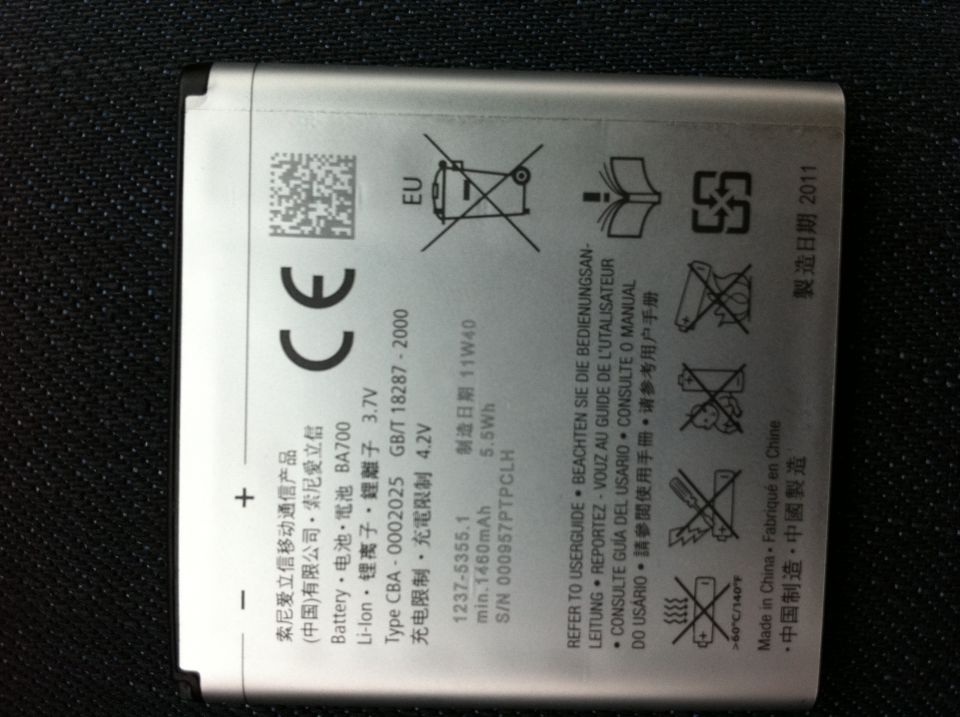 − +
索尼爱立信移动通信产品
(中国)有限公司・索尼爱立信
Battery・电池・電池 BA700
Li-Ion・锂离子・鋰離子 3.7V
Type CBA - 0002025 GB/T 18287 - 2000
充电限制・充電限制 4.2V
CE
1237-5355.1 制造日期 11W40
min.1460mAh 5.5Wh
S/N 000957PTPCLH
EU
REFER TO USERGUIDE • BEACHTEN SIE DIE BEDIENUNGSAN-
LEITUNG • REPORTEZ - VOUZ AU GUIDE DE L'UTALISATEUR
• CONSULTE GUÍA DEL USARIO • CONSULTE O MANUAL
DO USÁRIO • 請參閱使用手冊 • 请参考用户手册
>60°C/140°F
Made in China • Fabriqué en Chine
・中国制造・中國製造
製造日期 2011